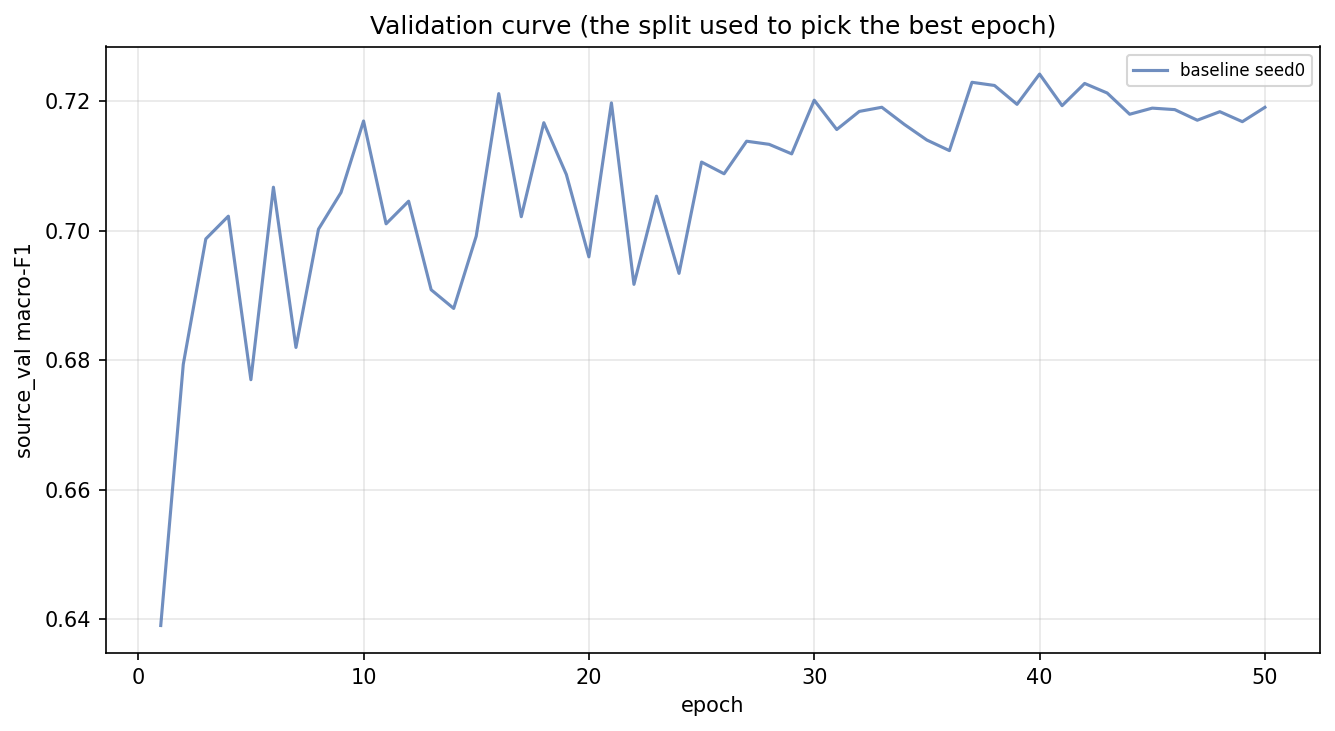 Validation curve (the split used to pick the best epoch)
baseline seed0
source_val macro-F1
0.72
0.70
0.68
0.66
0.64
0 10 20 30 40 50
epoch